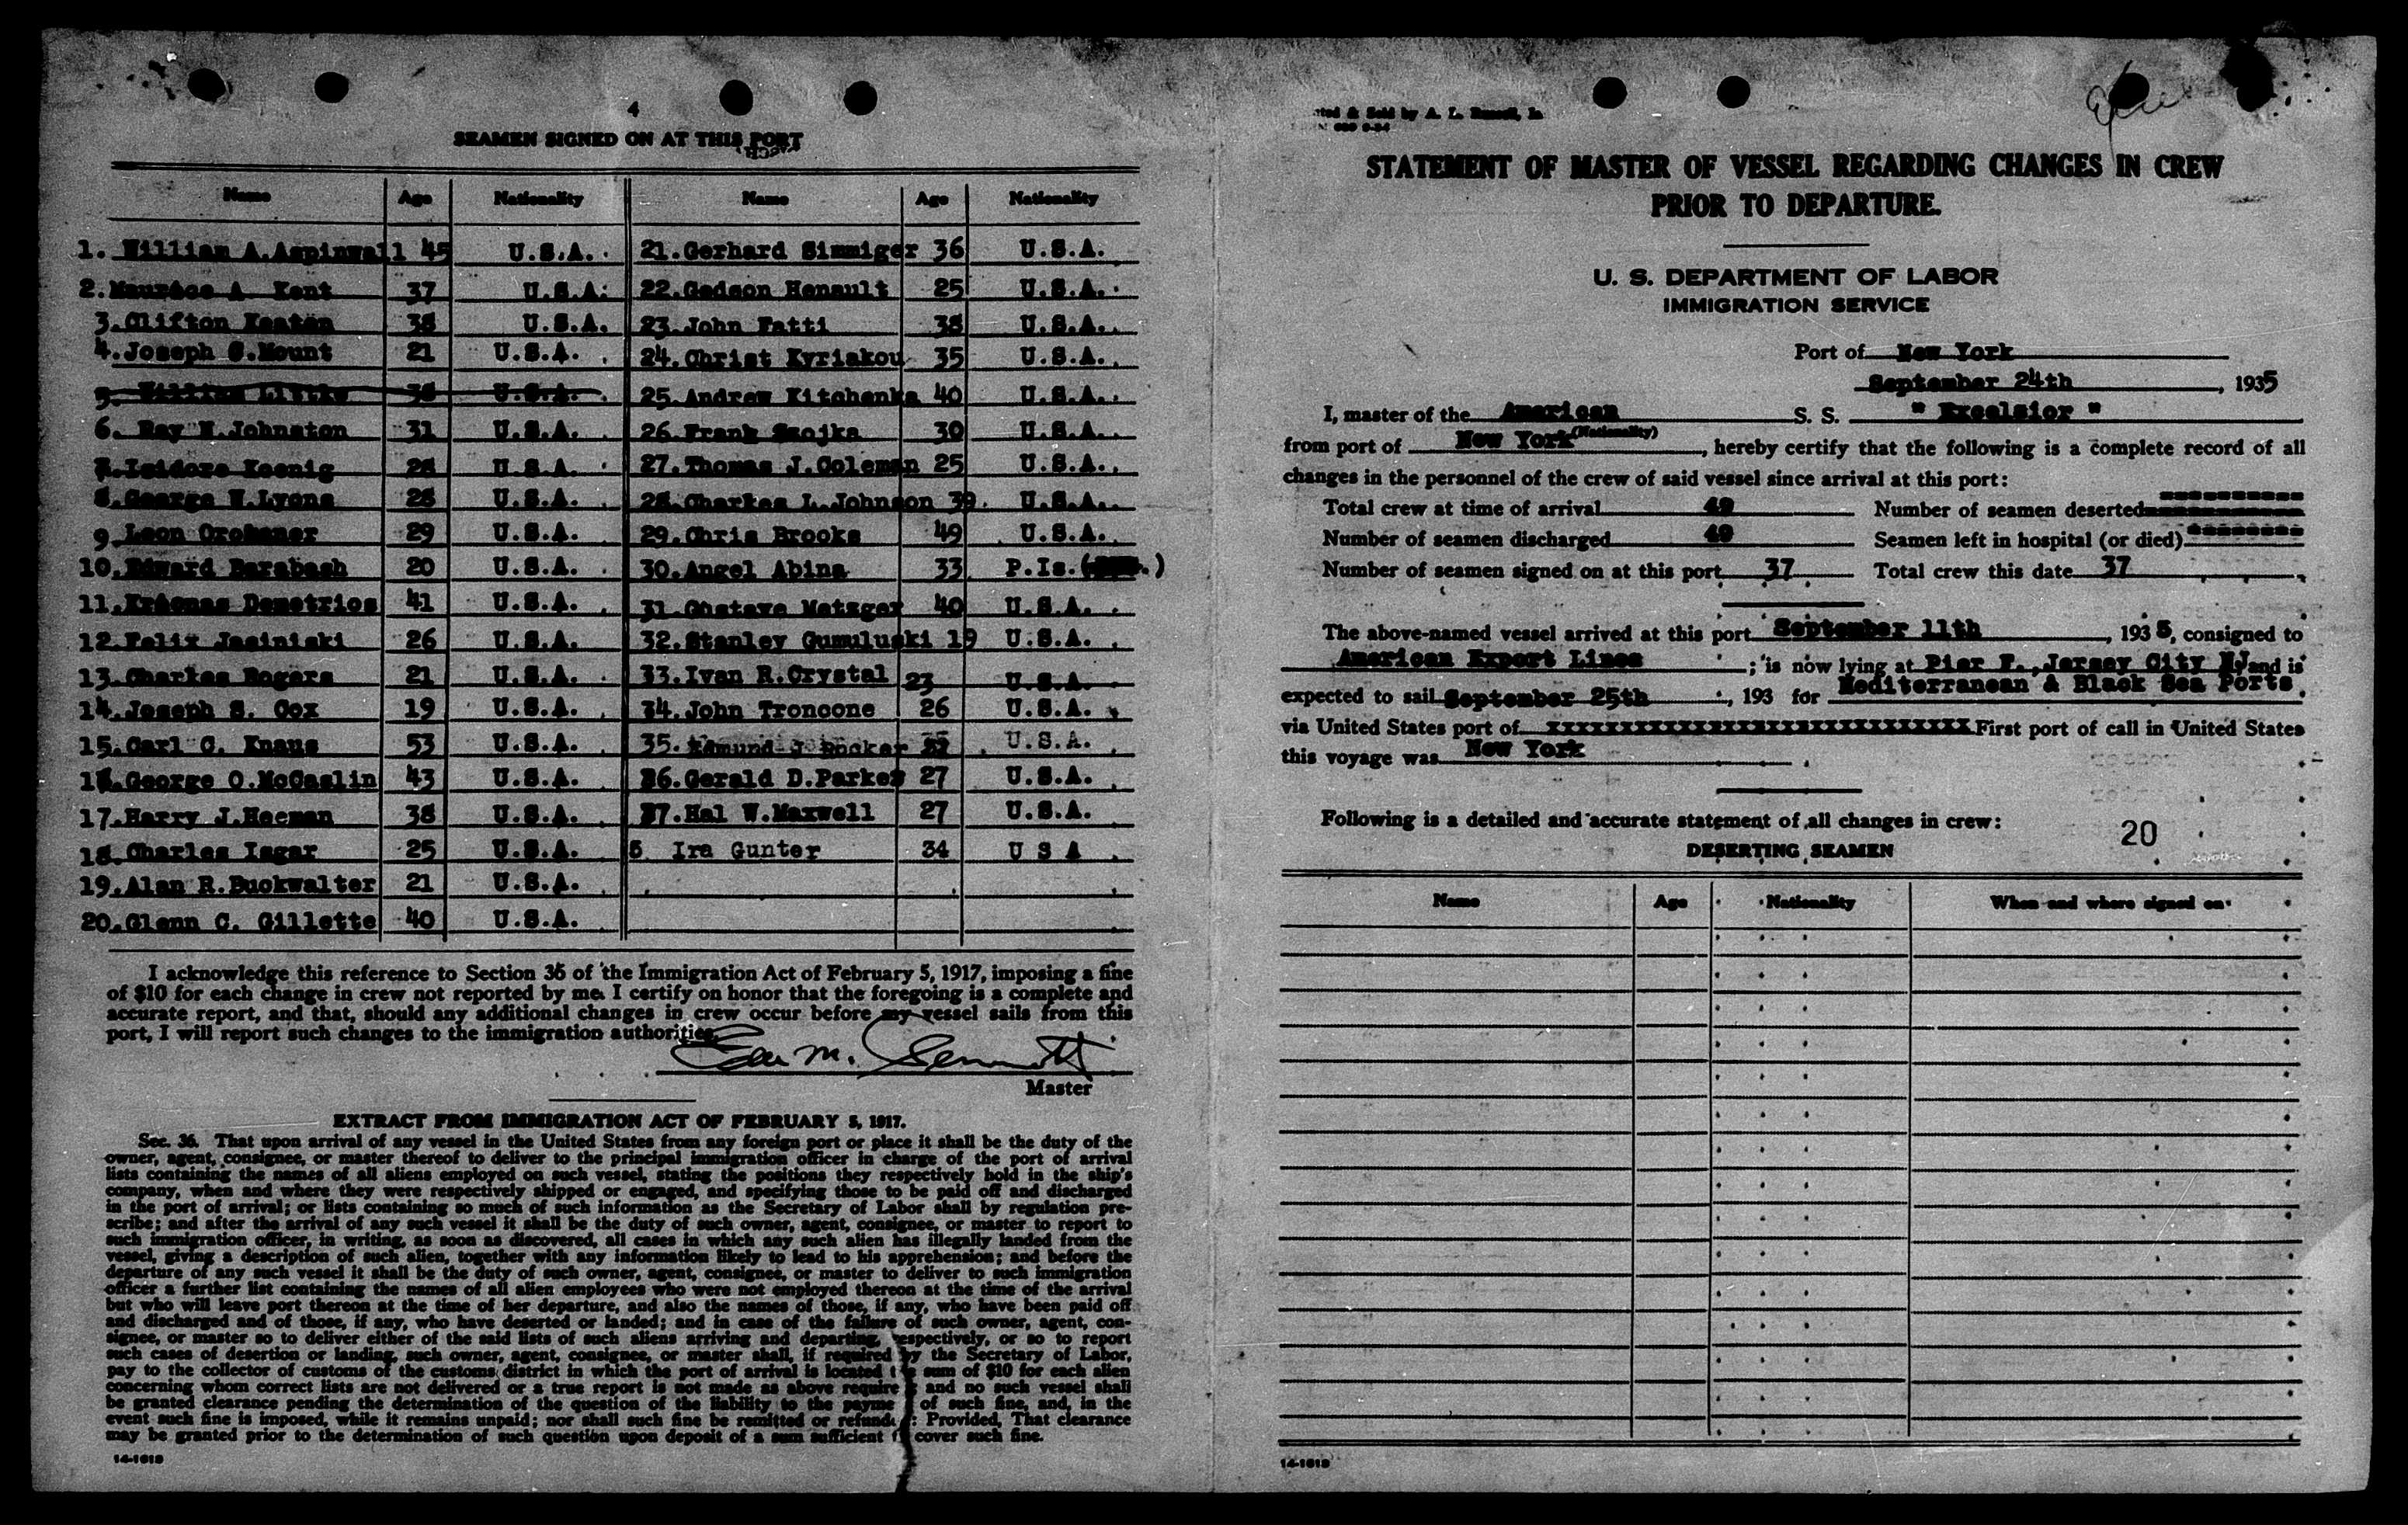 4
SEAMEN SIGNED ON AT THIS PORT
Name Age Nationality Name Age Nationality
1. William A.Aspinwall 45 U.S.A. 21.Gerhard Simmiger 36 U.S.A.
2.Maurice A. Kent 37 U.S.A. 22.Gedeon Henault 25 U.S.A.
3.Clifton Keaten 38 U.S.A. 23.John Fatti 38 U.S.A.
4.Joseph S.Mount 21 U.S.A. 24.Christ Kyriakou 35 U.S.A.
5. William 38 U.S.A. 25.Andrew Kitchenka 40 U.S.A.
6. Ray W.Johnston 31 U.S.A. 26.Frank Szojka 30 U.S.A.
7.Isidore Koenig 28 U.S.A. 27.Thomas J.Coleman 25 U.S.A.
8.George W.Lyons 28 U.S.A. 28.Charles L.Johnson 39 U.S.A.
9.Leon 29 U.S.A. 29.Chris Brooks 49 U.S.A.
10.Edward Barabash 20 U.S.A. 30.Angel Abina 33 P.Is.( .)
11. Demetrios 41 U.S.A. 31.Gustave Metzger 40 U.S.A.
12.Felix Jasiniski 26 U.S.A. 32.Stanley Gumuluski 19 U.S.A.
13.Charles Rogers 21 U.S.A. 33.Ivan R.Crystal 23 U.S.A.
14.Joseph S. Cox 19 U.S.A. 34.John Troncone 26 U.S.A.
15.Carl C. Knaus 53 U.S.A. 35. Edmund J U.S.A.
16.George O.McCaslin 43 U.S.A. 36.Gerald D.Parker 27 U.S.A.
17.Harry J.Heeman 38 U.S.A. 37.Hal W.Maxwell 27 U.S.A.
18.Charles Isgar 25 U.S.A. 5 Ira Gunter 34 U S A
19.Alan R.Buckwalter 21 U.S.A.
20.Glenn C. Gillette 40 U.S.A.
I acknowledge this reference to Section 36 of the Immigration Act of February 5, 1917, imposing a fine
of $10 for each change in crew not reported by me. I certify on honor that the foregoing is a complete and
accurate report, and that, should any additional changes in crew occur before my vessel sails from this
port, I will report such changes to the immigration authorities.
Master
EXTRACT FROM IMMIGRATION ACT OF FEBRUARY 5, 1917.
Sec. 36. That upon arrival of any vessel in the United States from any foreign port or place it shall be the duty of the
owner, agent, consignee, or master thereof to deliver to the principal immigration officer in charge of the port of arrival
lists containing the names of all aliens employed on such vessel, stating the positions they respectively hold in the ship's
company, when and where they were respectively shipped or engaged, and specifying those to be paid off and discharged
in the port of arrival; or lists containing so much of such information as the Secretary of Labor shall by regulation pre-
scribe; and after the arrival of any such vessel it shall be the duty of such owner, agent, consignee, or master to report to
such immigration officer, in writing, as soon as discovered, all cases in which any such alien has illegally landed from the
vessel, giving a description of such alien, together with any information likely to lead to his apprehension; and before the
departure of any such vessel it shall be the duty of such owner, agent, consignee, or master to deliver to such immigration
officer a further list containing the names of all alien employees who were not employed thereon at the time of the arrival
but who will leave port thereon at the time of her departure, and also the names of those, if any, who have been paid off
and discharged and of those, if any, who have deserted or landed; and in case of the failure of such owner, agent, con-
signee, or master so to deliver either of the said lists of such aliens arriving and departing, respectively, or so to report
such cases of desertion or landing, such owner, agent, consignee, or master shall, if required by the Secretary of Labor,
pay to the collector of customs of the customs district in which the port of arrival is located the sum of $10 for each alien
concerning whom correct lists are not delivered or a true report is not made as above require and no such vessel shall
be granted clearance pending the determination of the question of the liability to the payme of such fine, and, in the
event such fine is imposed, while it remains unpaid; nor shall such fine be remitted or refunde : Provided, That clearance
may be granted prior to the determination of such question upon deposit of a sum sufficient to cover such fine.
14-1013
& Sold by A. L. Russell, In
STATEMENT OF MASTER OF VESSEL REGARDING CHANGES IN CREW
PRIOR TO DEPARTURE.
U. S. DEPARTMENT OF LABOR
IMMIGRATION SERVICE
Port of New York
September 24th, 1935
I, master of the American S. S. " Excelsior "
(Nationality)
from port of New York, hereby certify that the following is a complete record of all
changes in the personnel of the crew of said vessel since arrival at this port:
Total crew at time of arrival 40 Number of seamen deserted
Number of seamen discharged 40 Seamen left in hospital (or died)
Number of seamen signed on at this port 37 Total crew this date 37
The above-named vessel arrived at this port September 11th, 1935, consigned to
American Export Lines; is now lying at Pier F., Jersey City NJ and is
expected to sail September 25th, 193 for Mediterranean & Black Sea Ports.
via United States port of xxxxxxxxxxxxxxxxxxxxxxxxxxxx First port of call in United States
this voyage was New York
Following is a detailed and accurate statement of all changes in crew:
20
DESERTING SEAMEN
Name Age Nationality When and where signed on
14-1013